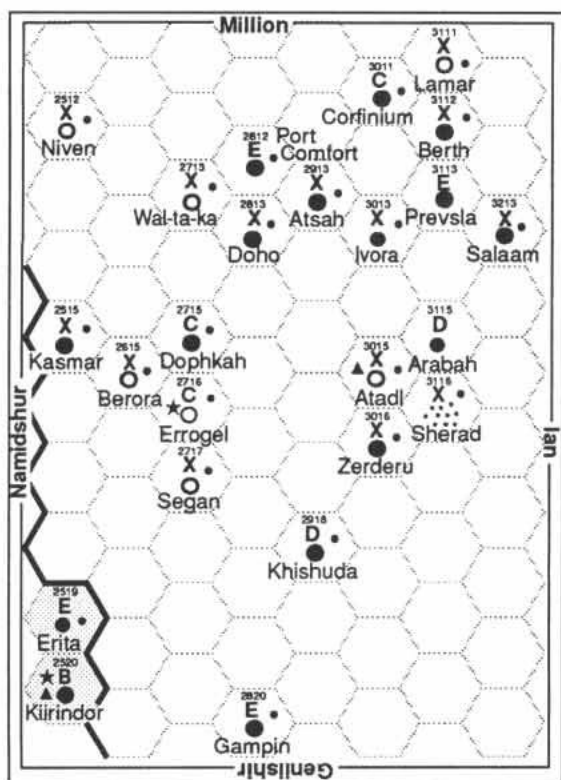 Million
3111
X
Lamar
3011
C
Corfinium
2512
X
Niven
3112
X
Berth
2812
E
Port
Comfort
2713
X
Wal-ta-ka
2913
X
Atsah
3113
E
Prevsla
2813
X
Doho
3013
X
Ivora
3213
X
Salaam
2515
X
Kasmar
2715
C
Dophkah
3115
D
Arabah
2615
X
Berora
3015
X
Atadl
2716
C
Errogel
3116
X
Sherad
3016
X
Zerderu
Namidshur
Ian
2717
X
Segan
2918
D
Khishuda
2519
E
Erita
2520
B
Kiirindor
2820
E
Gampin
Geniishir